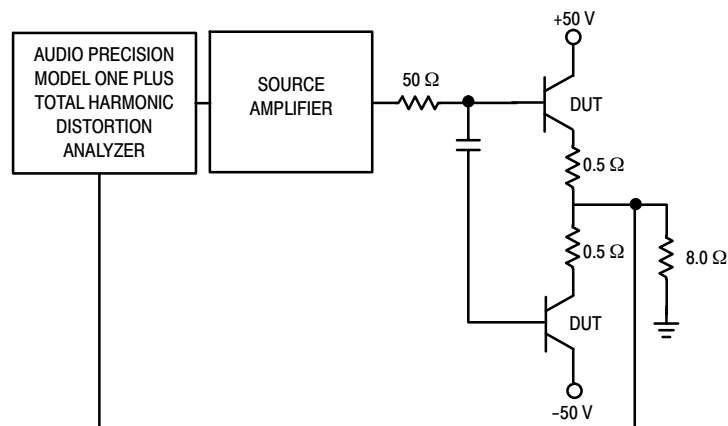 AUDIO PRECISION
MODEL ONE PLUS
TOTAL HARMONIC
DISTORTION
ANALYZER
SOURCE
AMPLIFIER
50 Ω
+50 V
DUT
0.5 Ω
0.5 Ω
8.0 Ω
DUT
-50 V